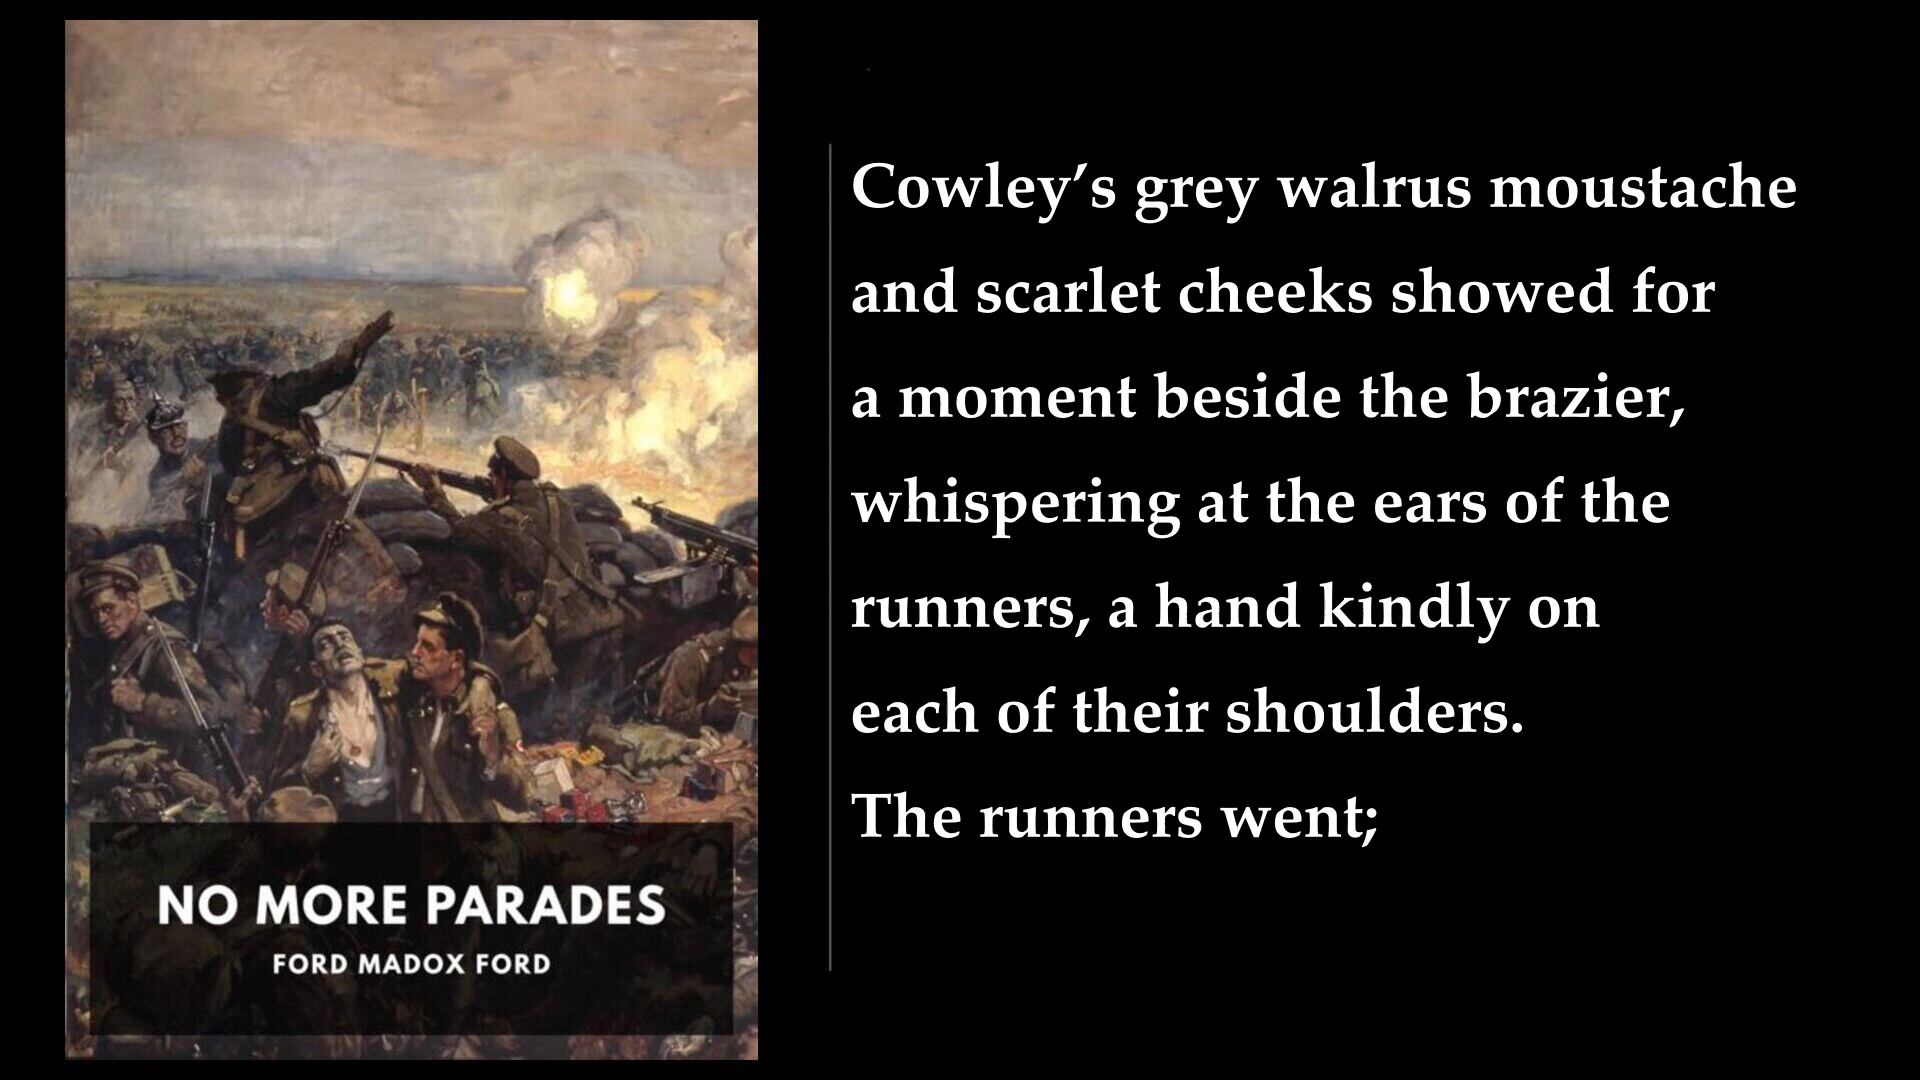 NO MORE PARADES
FORD MADOX FORD
Cowley’s grey walrus moustache
and scarlet cheeks showed for
a moment beside the brazier,
whispering at the ears of the
runners, a hand kindly on
each of their shoulders.
The runners went;